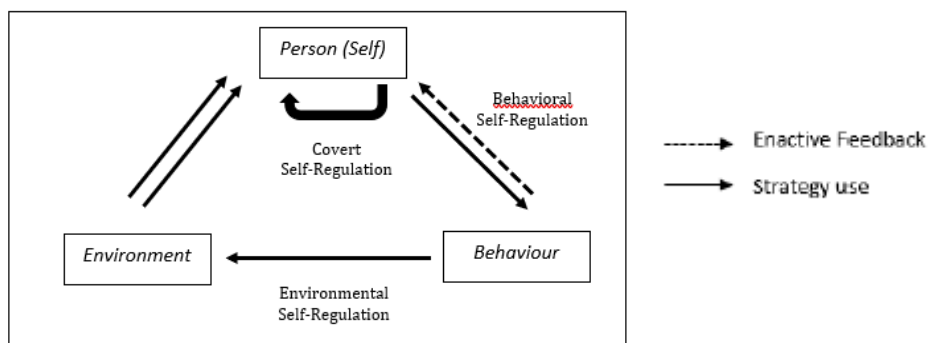 Person (Self)
Behavioral
Self-Regulation
Covert
Self-Regulation
Enactive Feedback
Strategy use
Environment
Behaviour
Environmental
Self-Regulation